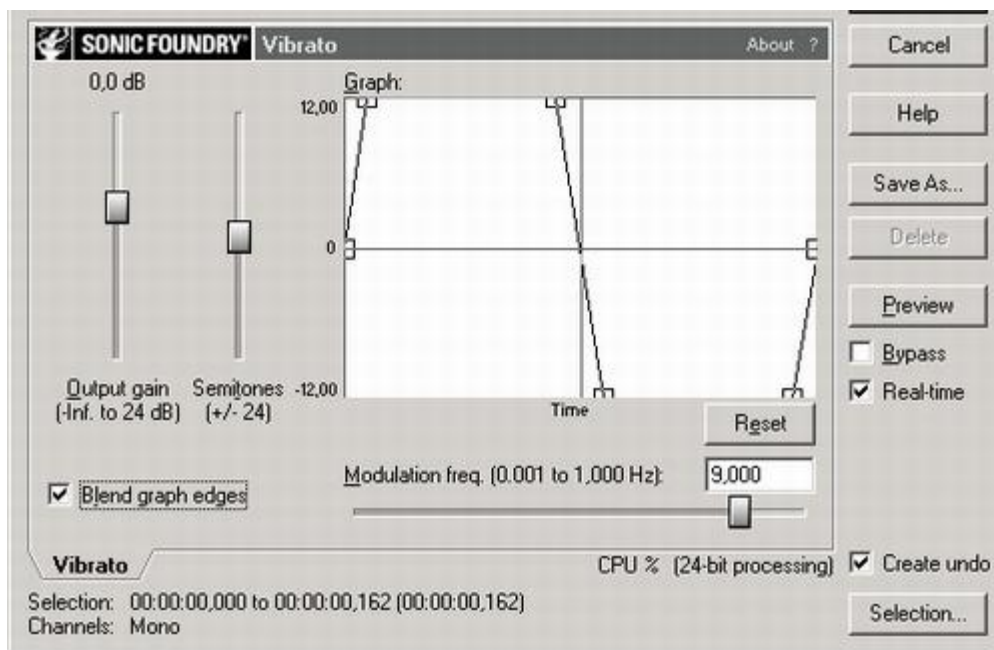 SONIC FOUNDRY Vibrato About ?
Cancel
0,0 dB
Graph:
12,00
0
-12,00
Time
Help
Save As...
Delete
Preview
Bypass
Real-time
Output gain
(-Inf. to 24 dB)
Semitones
(+/- 24)
Reset
Modulation freq. (0.001 to 1,000 Hz): 9,000
Blend graph edges
Vibrato
CPU % (24-bit processing)
Create undo
Selection: 00:00:00,000 to 00:00:00,162 (00:00:00,162)
Channels: Mono
Selection...